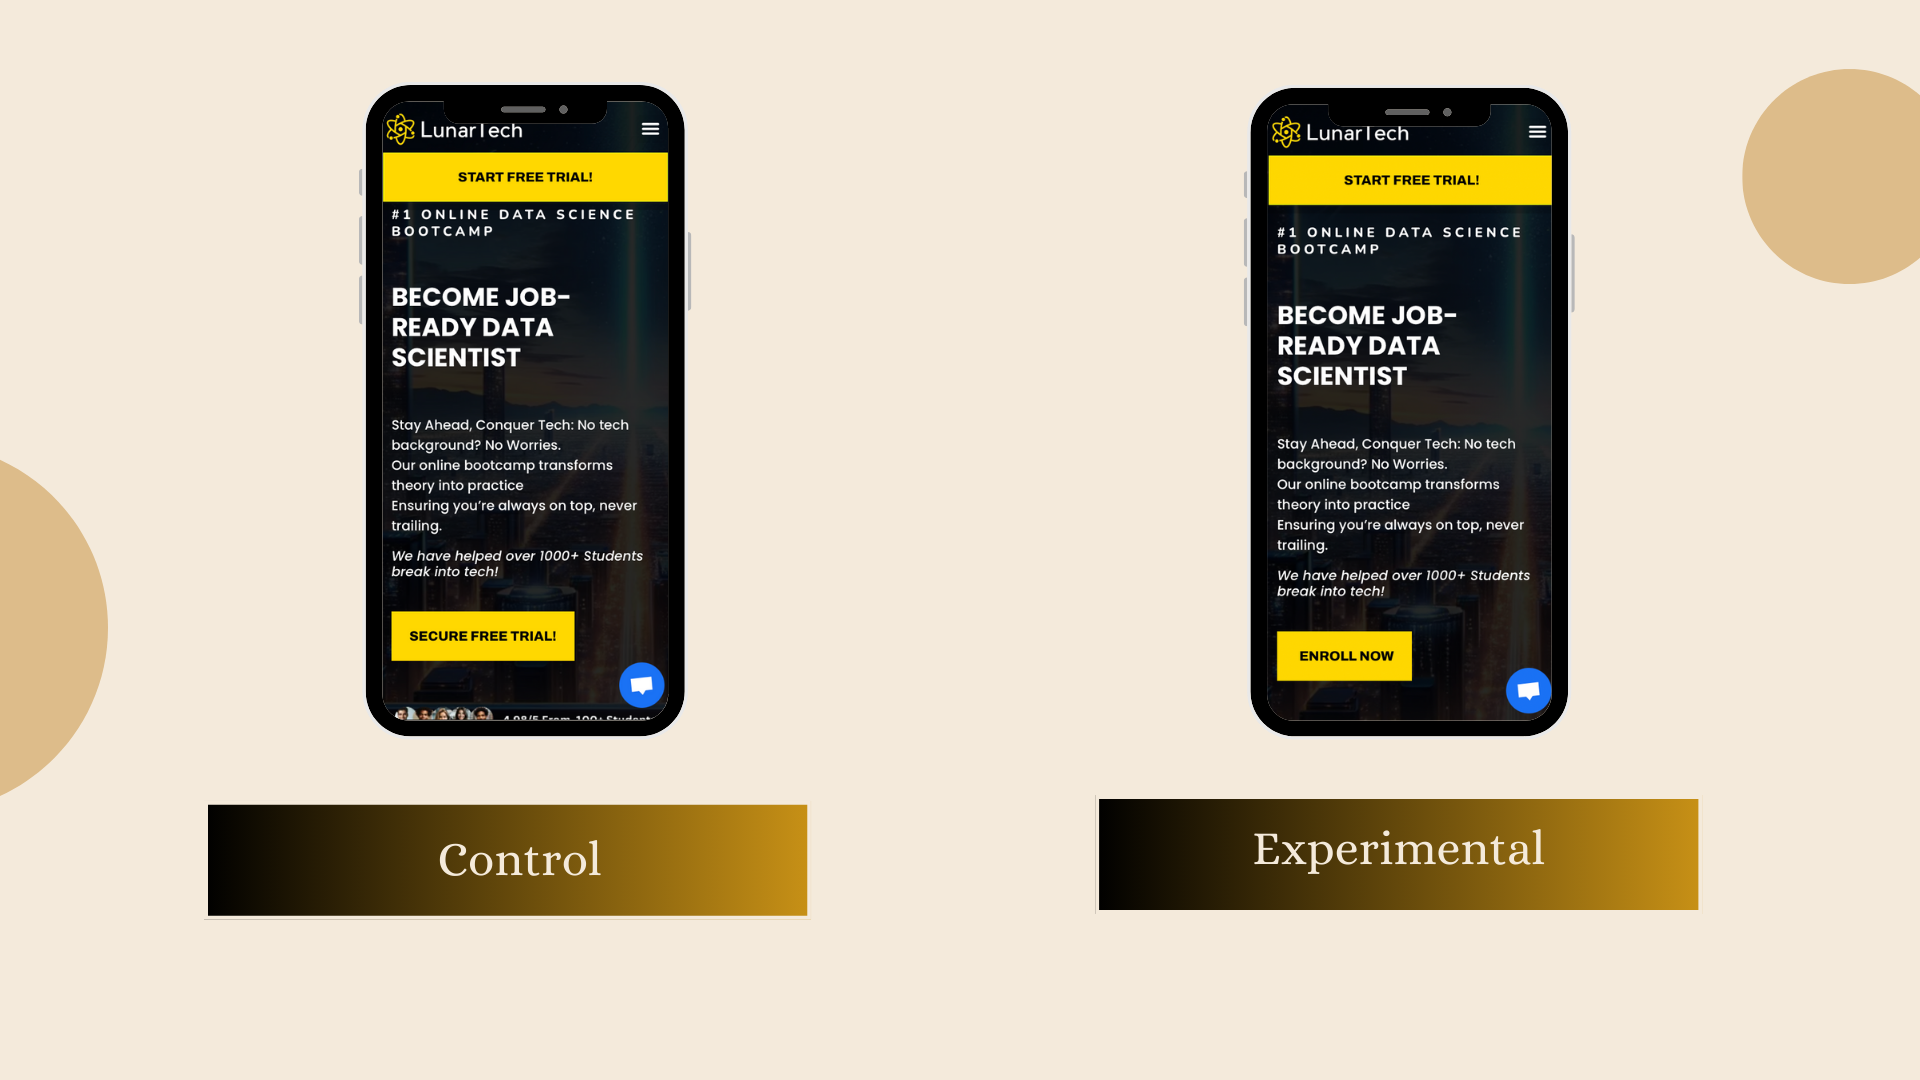 LunarTech
START FREE TRIAL!
#1 ONLINE DATA SCIENCE
BOOTCAMP
BECOME JOB-
READY DATA
SCIENTIST
Stay Ahead, Conquer Tech: No tech
background? No Worries.
Our online bootcamp transforms
theory into practice
Ensuring you're always on top, never
trailing.
We have helped over 1000+ Students
break into tech!
SECURE FREE TRIAL!
4.98/5 From 100+ Student
Control
LunarTech
START FREE TRIAL!
#1 ONLINE DATA SCIENCE
BOOTCAMP
BECOME JOB-
READY DATA
SCIENTIST
Stay Ahead, Conquer Tech: No tech
background? No Worries.
Our online bootcamp transforms
theory into practice
Ensuring you're always on top, never
trailing.
We have helped over 1000+ Students
break into tech!
ENROLL NOW
Experimental